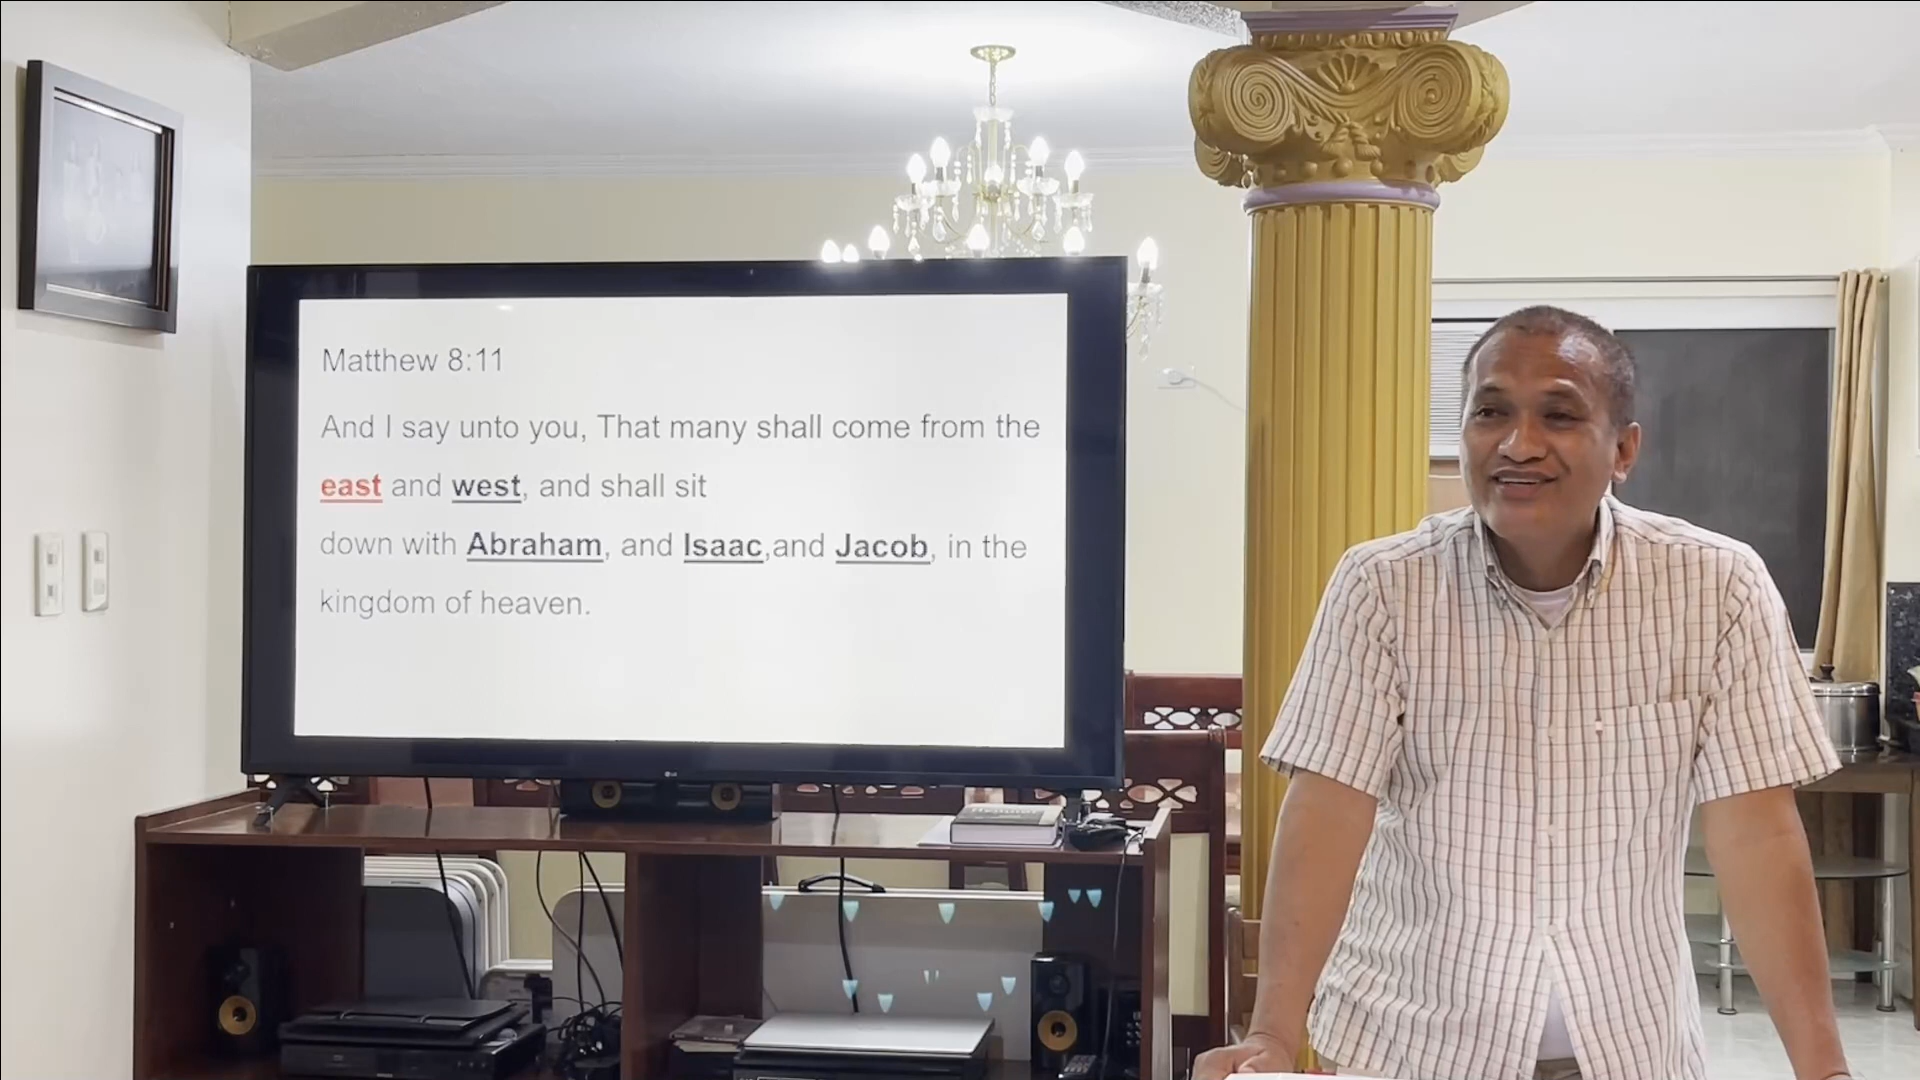 Matthew 8:11
And I say unto you, That many shall come from the
east and west, and shall sit
down with Abraham, and Isaac,and Jacob, in the
kingdom of heaven.
LG